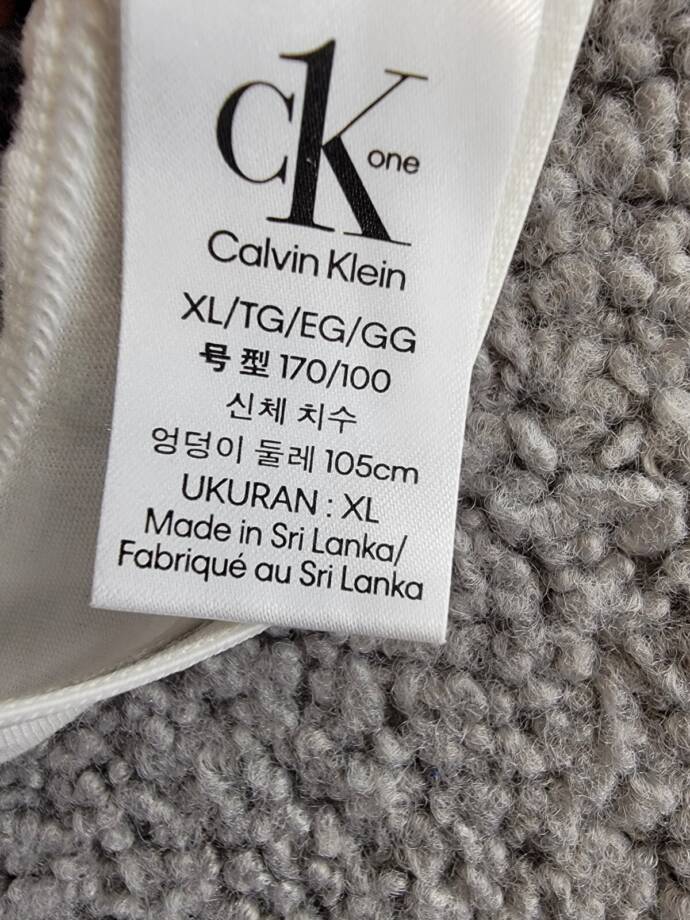 CK one
Calvin Klein
XL/TG/EG/GG
号型 170/100
신체 치수
엉덩이 둘레 105cm
UKURAN : XL
Made in Sri Lanka/
Fabriqué au Sri Lanka